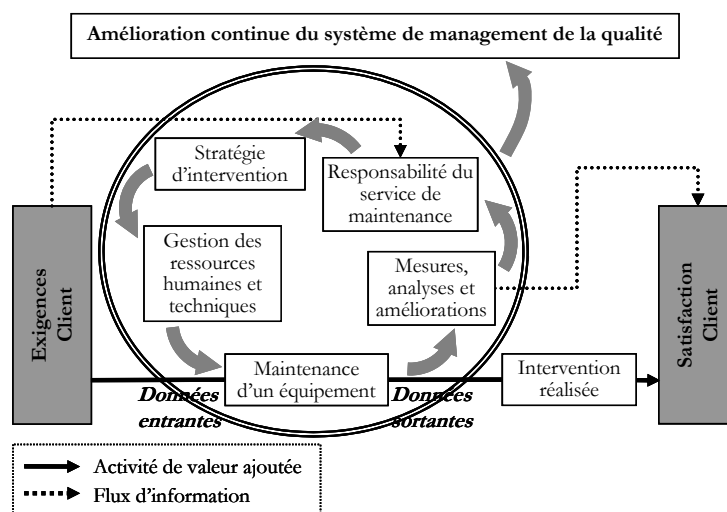 Amélioration continue du système de management de la qualité
Stratégie
d'intervention
Responsabilité du
service de
maintenance
Exigences
Client
Gestion des
ressources
humaines et
techniques
Mesures,
analyses et
améliorations
Satisfaction
Client
Maintenance
d'un équipement
Intervention
réalisée
Données
entrantes
Données
sortantes
Activité de valeur ajoutée
Flux d'information